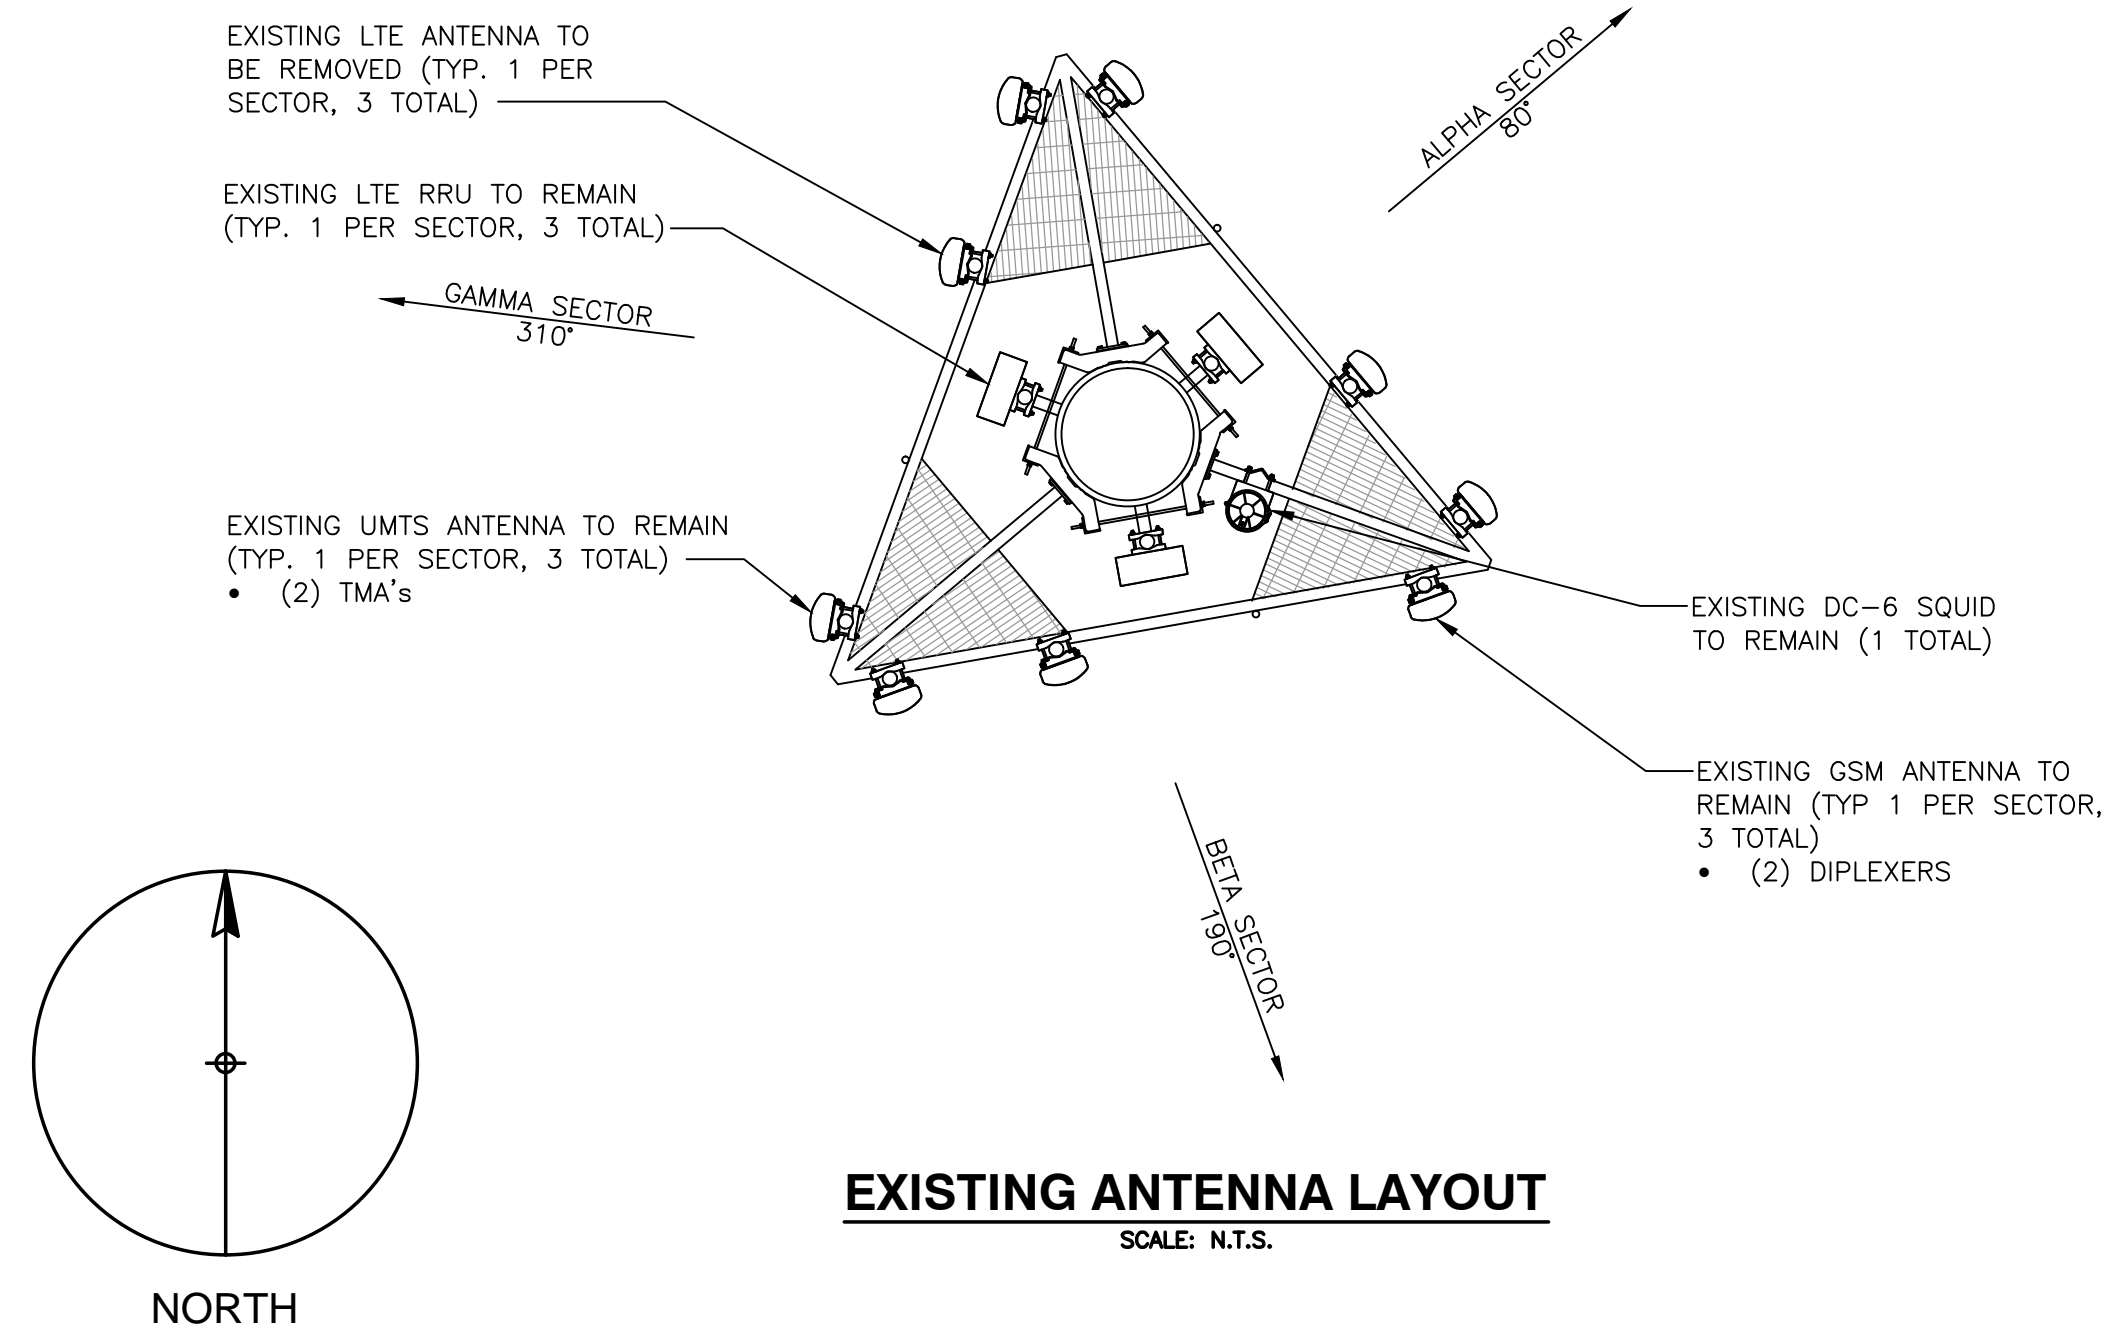 EXISTING LTE ANTENNA TO
BE REMOVED (TYP. 1 PER
SECTOR, 3 TOTAL)
EXISTING LTE RRU TO REMAIN
(TYP. 1 PER SECTOR, 3 TOTAL)
GAMMA SECTOR
310°
ALPHA SECTOR
80°
EXISTING UMTS ANTENNA TO REMAIN
(TYP. 1 PER SECTOR, 3 TOTAL)
• (2) TMA's
EXISTING DC-6 SQUID
TO REMAIN (1 TOTAL)
EXISTING GSM ANTENNA TO
REMAIN (TYP 1 PER SECTOR,
3 TOTAL)
• (2) DIPLEXERS
BETA SECTOR
190°
EXISTING ANTENNA LAYOUT
SCALE: N.T.S.
NORTH